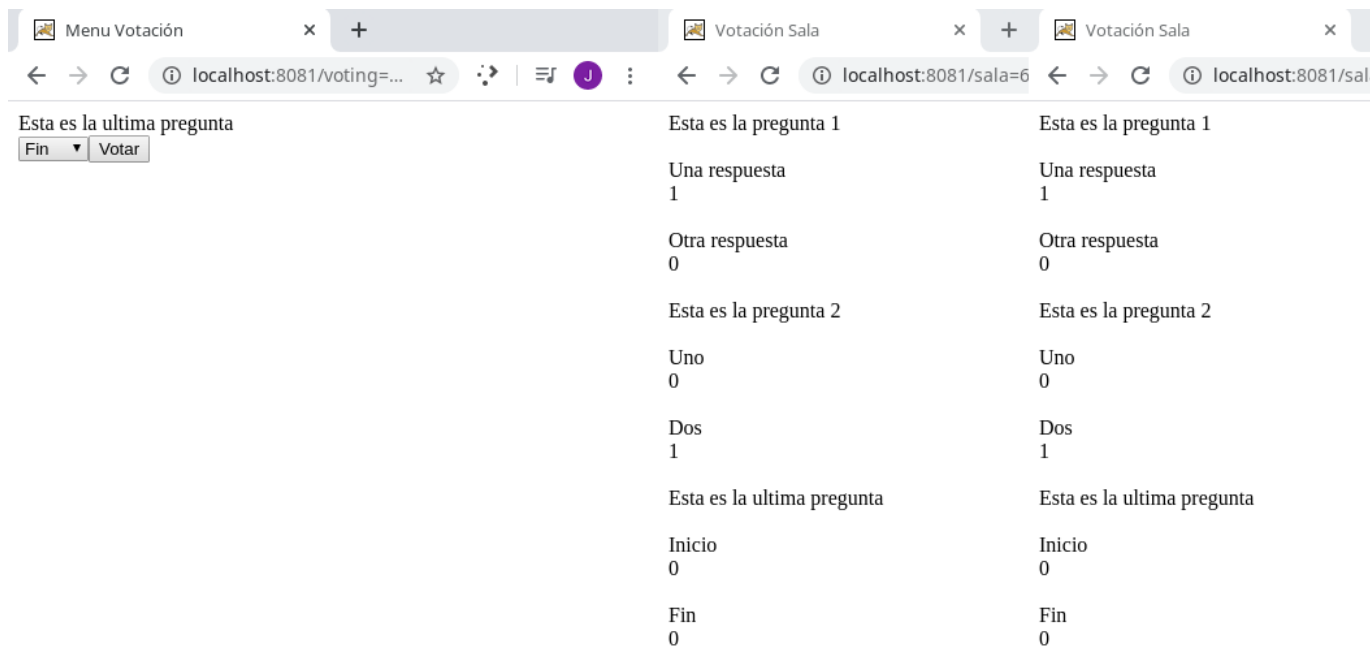 Menu Votación × +
localhost:8081/voting=...
J
Esta es la ultima pregunta
Fin Votar
Votación Sala × +
localhost:8081/sala=6
Esta es la pregunta 1
Una respuesta
1
Otra respuesta
0
Esta es la pregunta 2
Uno
0
Dos
1
Esta es la ultima pregunta
Inicio
0
Fin
0
Votación Sala ×
localhost:8081/sal
Esta es la pregunta 1
Una respuesta
1
Otra respuesta
0
Esta es la pregunta 2
Uno
0
Dos
1
Esta es la ultima pregunta
Inicio
0
Fin
0